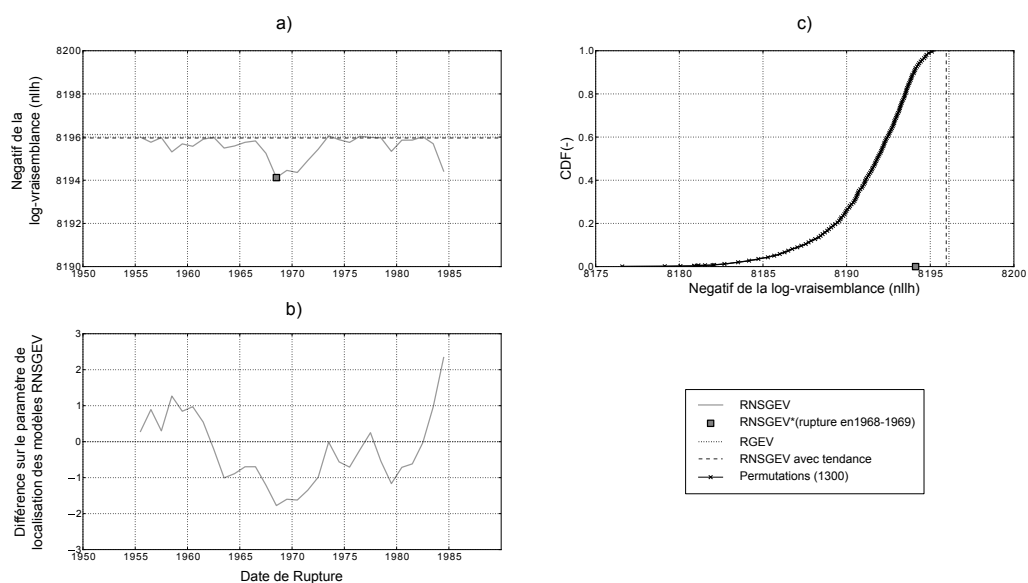 a)
Negatif de la
log-vraisemblance (nllh)
8200
8198
8196
8194
8192
8190
1950 1955 1960 1965 1970 1975 1980 1985
c)
CDF(-)
1.0
0.8
0.6
0.4
0.2
0.0
8175 8180 8185 8190 8195 8200
Negatif de la log-vraisemblance (nllh)
b)
Différence sur le paramètre de
localisation des modèles RNSGEV
3
2
1
0
−1
−2
−3
1950 1955 1960 1965 1970 1975 1980 1985
Date de Rupture
RNSGEV
RNSGEV*(rupture en1968-1969)
RGEV
RNSGEV avec tendance
Permutations (1300)